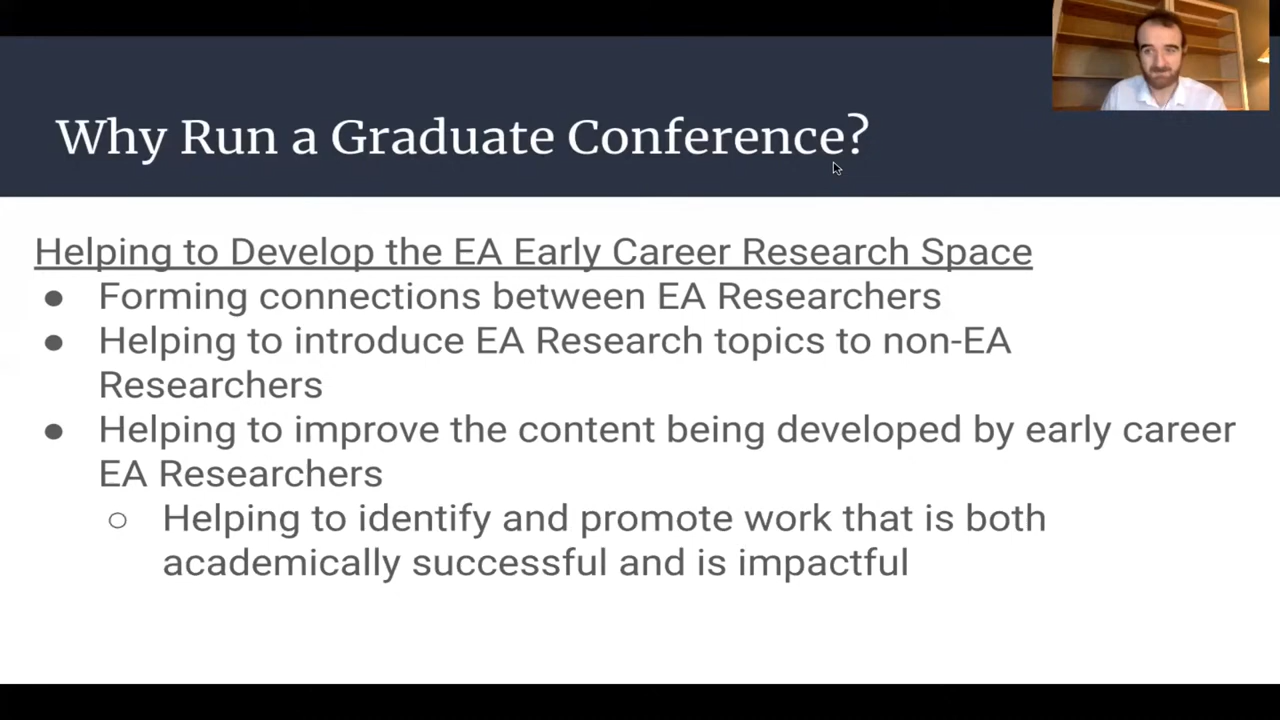 Why Run a Graduate Conference?
Helping to Develop the EA Early Career Research Space
● Forming connections between EA Researchers
● Helping to introduce EA Research topics to non-EA
Researchers
● Helping to improve the content being developed by early career
EA Researchers
○ Helping to identify and promote work that is both
academically successful and is impactful